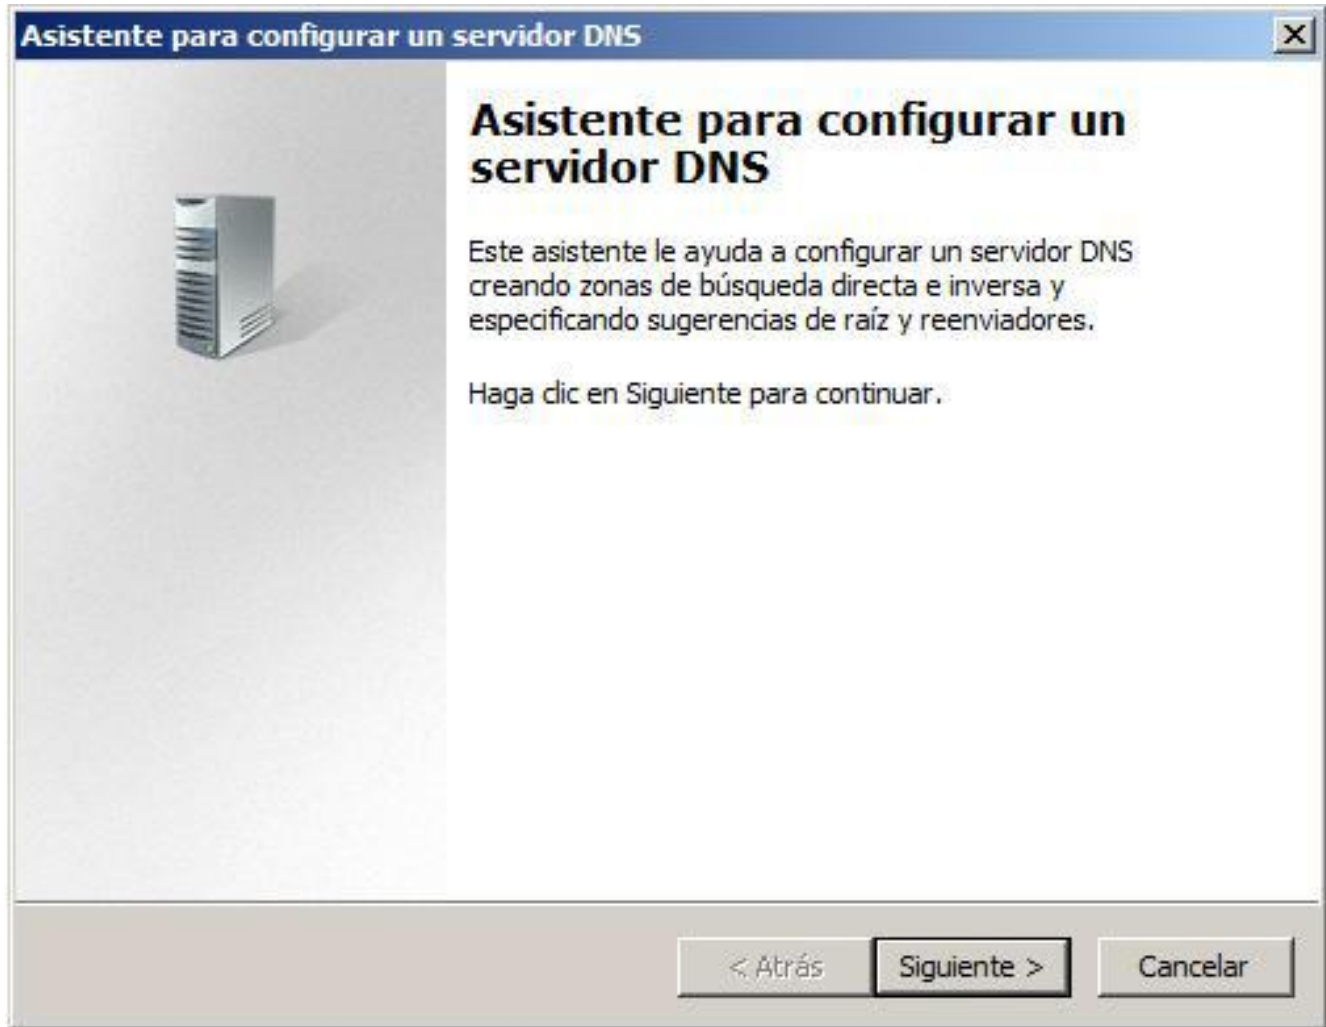 Asistente para configurar un servidor DNS
Asistente para configurar un
servidor DNS
Este asistente le ayuda a configurar un servidor DNS
creando zonas de búsqueda directa e inversa y
especificando sugerencias de raíz y reenviadores.
Haga clic en Siguiente para continuar.
< Atrás
Siguiente >
Cancelar